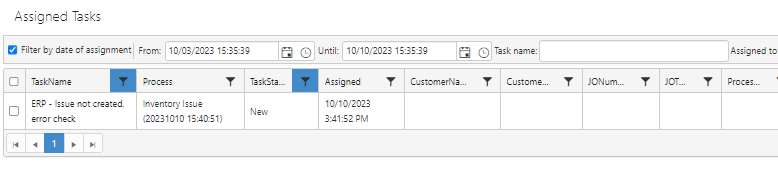 Assigned Tasks
Filter by date of assignment From: 10/03/2023 15:35:39 Until: 10/10/2023 15:35:39 Task name: Assigned to
TaskName Process TaskSta... Assigned CustomerNa... Custome... JONum... JOT... Proces...
ERP - Issue not created, Inventory Issue New 10/10/2023
error check (20231010 15:40:51) 3:41:52 PM
1